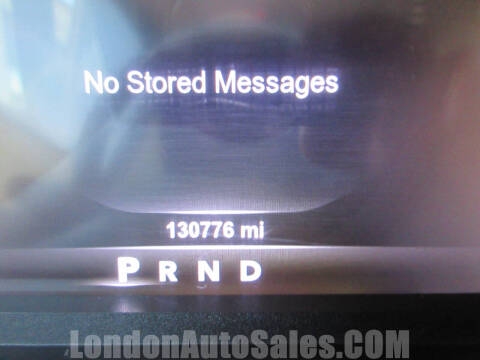 No Stored Messages
130776 mi
P R N D
LondonAutoSales.COM